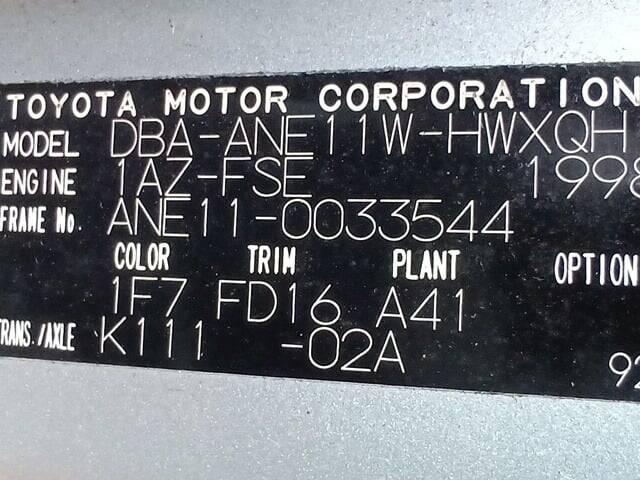 TOYOTA MOTOR CORPORATION
MODEL DBA-ANE11W-HWXQH
ENGINE 1AZ-FSE 1998
FRAME No. ANE11-0033544
COLOR TRIM PLANT OPTION
1F7 FD16 A41
TRANS./AXLE K111 -02A
92